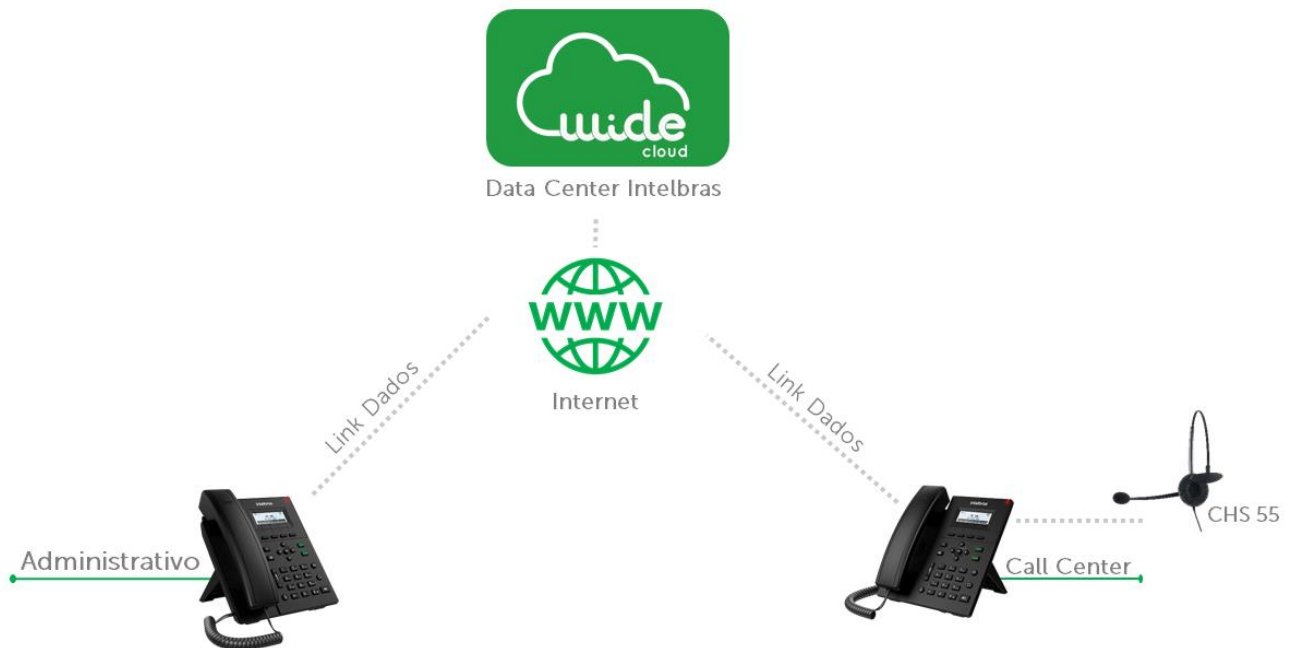 wide
cloud
Data Center Intelbras
WWW
Internet
Link Dados
Link Dados
CHS 55
Administrativo
Call Center
intelbras
intelbras